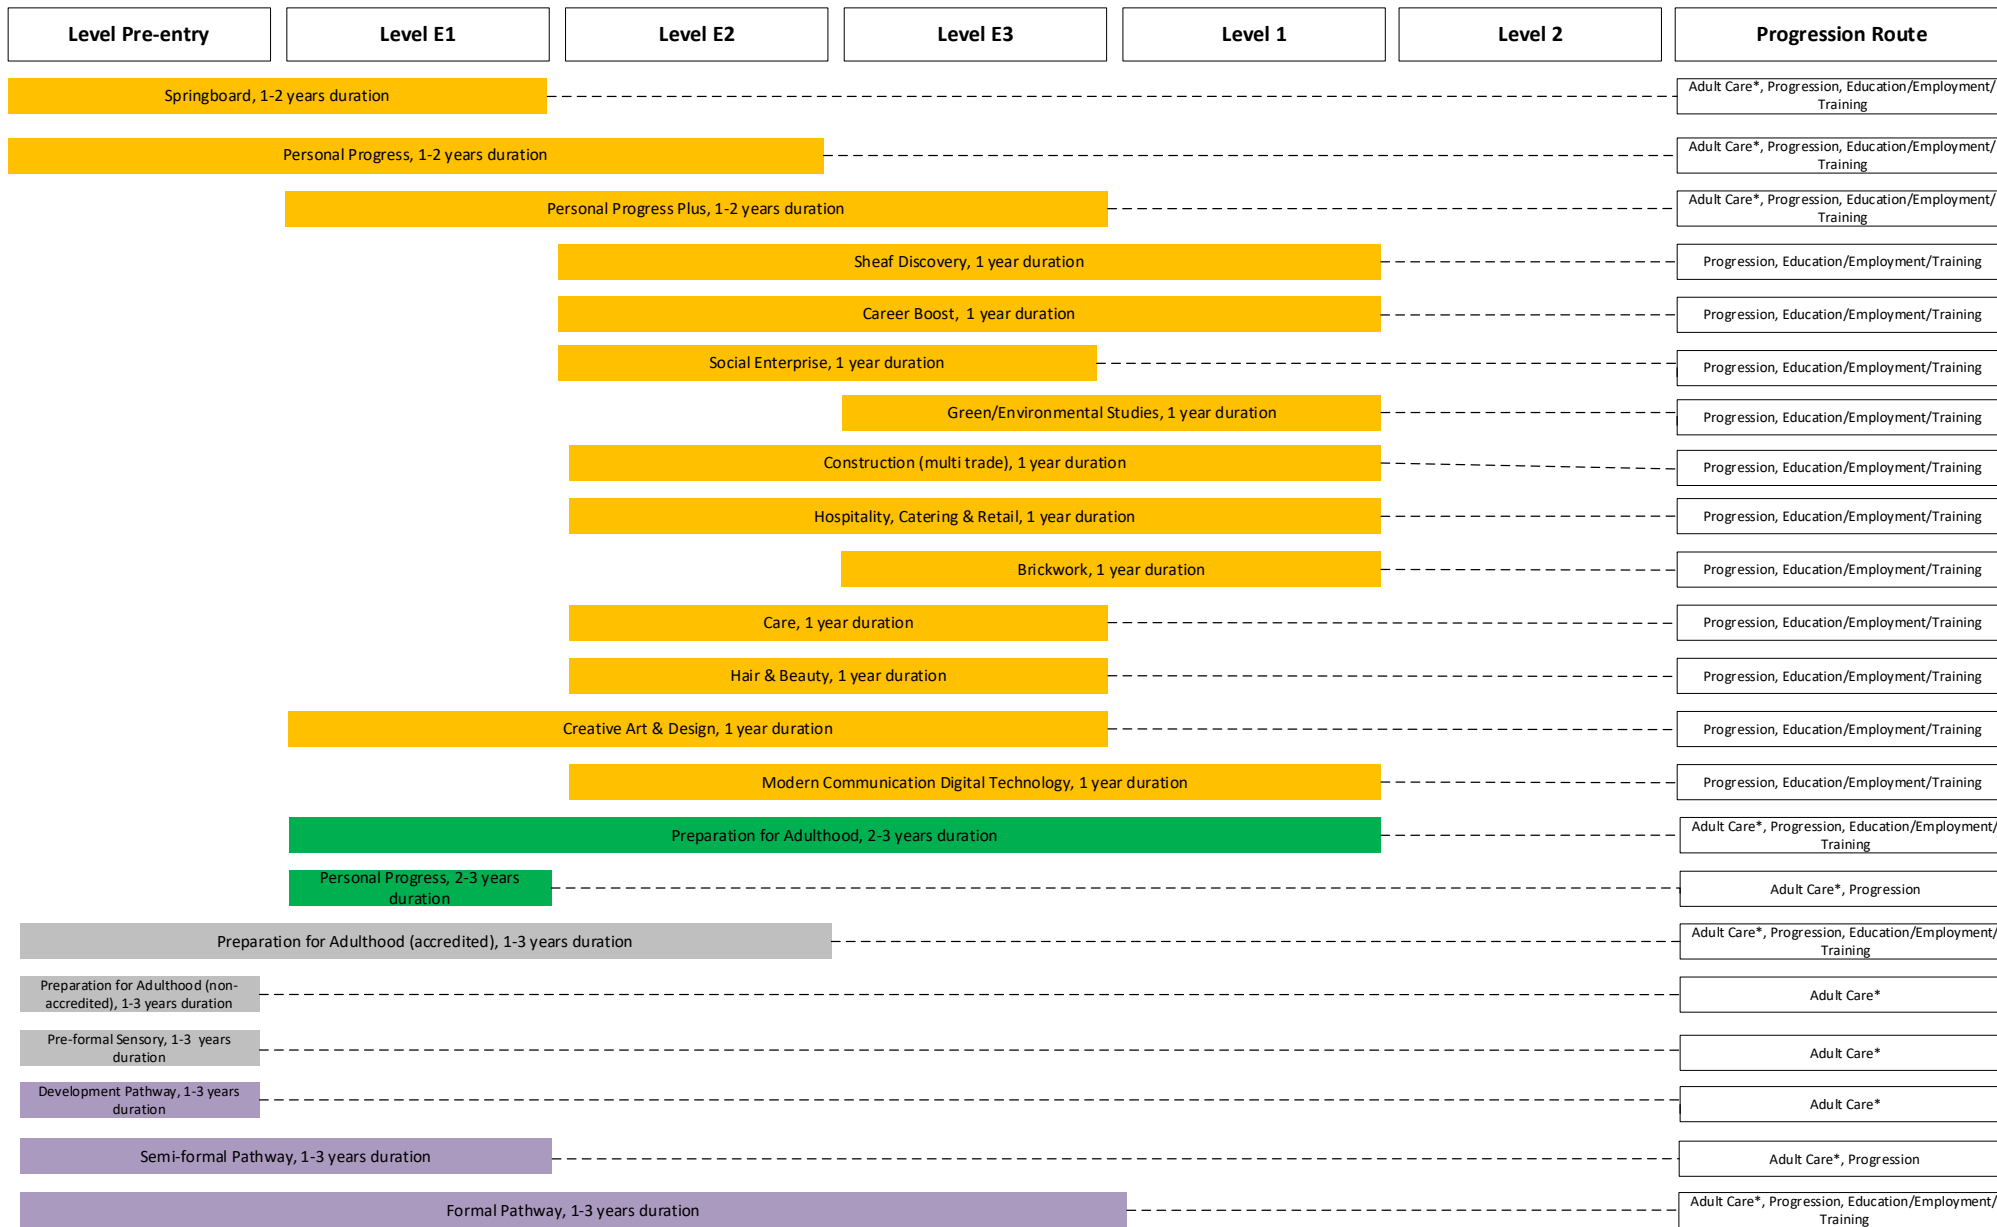 Level Pre-entry
Level E1
Level E2
Level E3
Level 1
Level 2
Progression Route
Springboard, 1-2 years duration
Adult Care*, Progression, Education/Employment/
Training
Personal Progress, 1-2 years duration
Adult Care*, Progression, Education/Employment/
Training
Personal Progress Plus, 1-2 years duration
Adult Care*, Progression, Education/Employment/
Training
Sheaf Discovery, 1 year duration
Progression, Education/Employment/Training
Career Boost, 1 year duration
Progression, Education/Employment/Training
Social Enterprise, 1 year duration
Progression, Education/Employment/Training
Green/Environmental Studies, 1 year duration
Progression, Education/Employment/Training
Construction (multi trade), 1 year duration
Progression, Education/Employment/Training
Hospitality, Catering & Retail, 1 year duration
Progression, Education/Employment/Training
Brickwork, 1 year duration
Progression, Education/Employment/Training
Care, 1 year duration
Progression, Education/Employment/Training
Hair & Beauty, 1 year duration
Progression, Education/Employment/Training
Creative Art & Design, 1 year duration
Progression, Education/Employment/Training
Modern Communication Digital Technology, 1 year duration
Progression, Education/Employment/Training
Preparation for Adulthood, 2-3 years duration
Adult Care*, Progression, Education/Employment/
Training
Personal Progress, 2-3 years
duration
Adult Care*, Progression
Preparation for Adulthood (accredited), 1-3 years duration
Adult Care*, Progression, Education/Employment/
Training
Preparation for Adulthood (non-
accredited), 1-3 years duration
Adult Care*
Pre-formal Sensory, 1-3 years
duration
Adult Care*
Development Pathway, 1-3 years
duration
Adult Care*
Semi-formal Pathway, 1-3 years duration
Adult Care*, Progression
Formal Pathway, 1-3 years duration
Adult Care*, Progression, Education/Employment/
Training